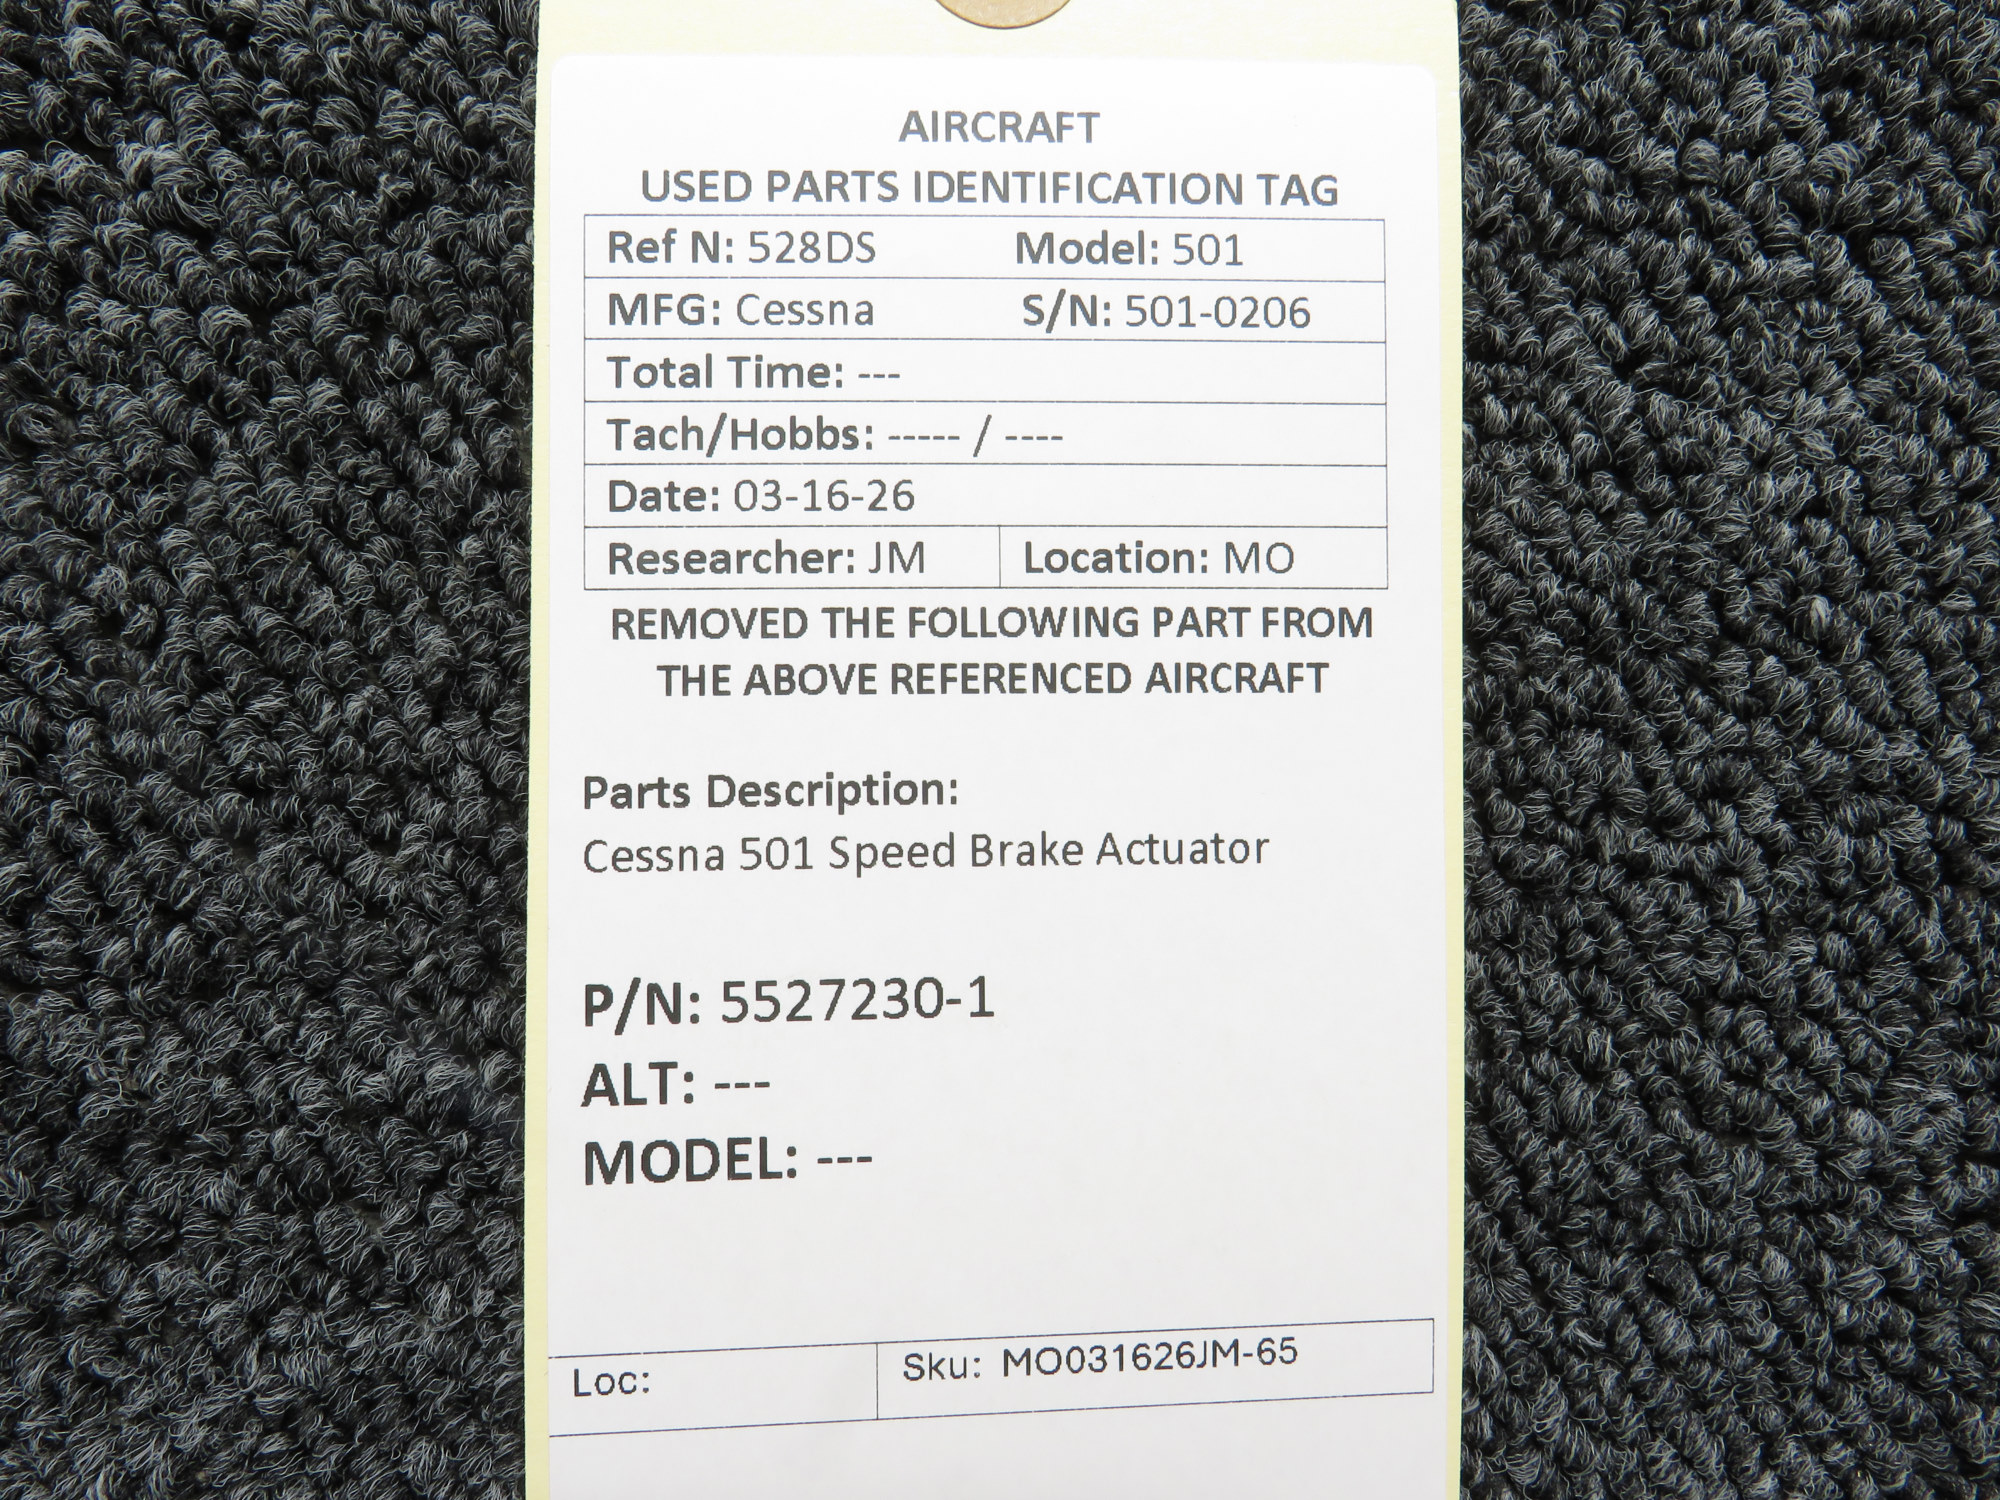 AIRCRAFT
USED PARTS IDENTIFICATION TAG
Ref N: 528DS Model: 501
MFG: Cessna S/N: 501-0206
Total Time: ---
Tach/Hobbs: ----- / ----
Date: 03-16-26
Researcher: JM Location: MO
REMOVED THE FOLLOWING PART FROM
THE ABOVE REFERENCED AIRCRAFT
Parts Description:
Cessna 501 Speed Brake Actuator
P/N: 5527230-1
ALT: ---
MODEL: ---
Loc: Sku: MO031626JM-65